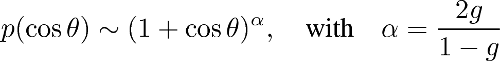 p(cos θ) ∼ (1 + cos θ)^α, with α = 2g / (1 − g)